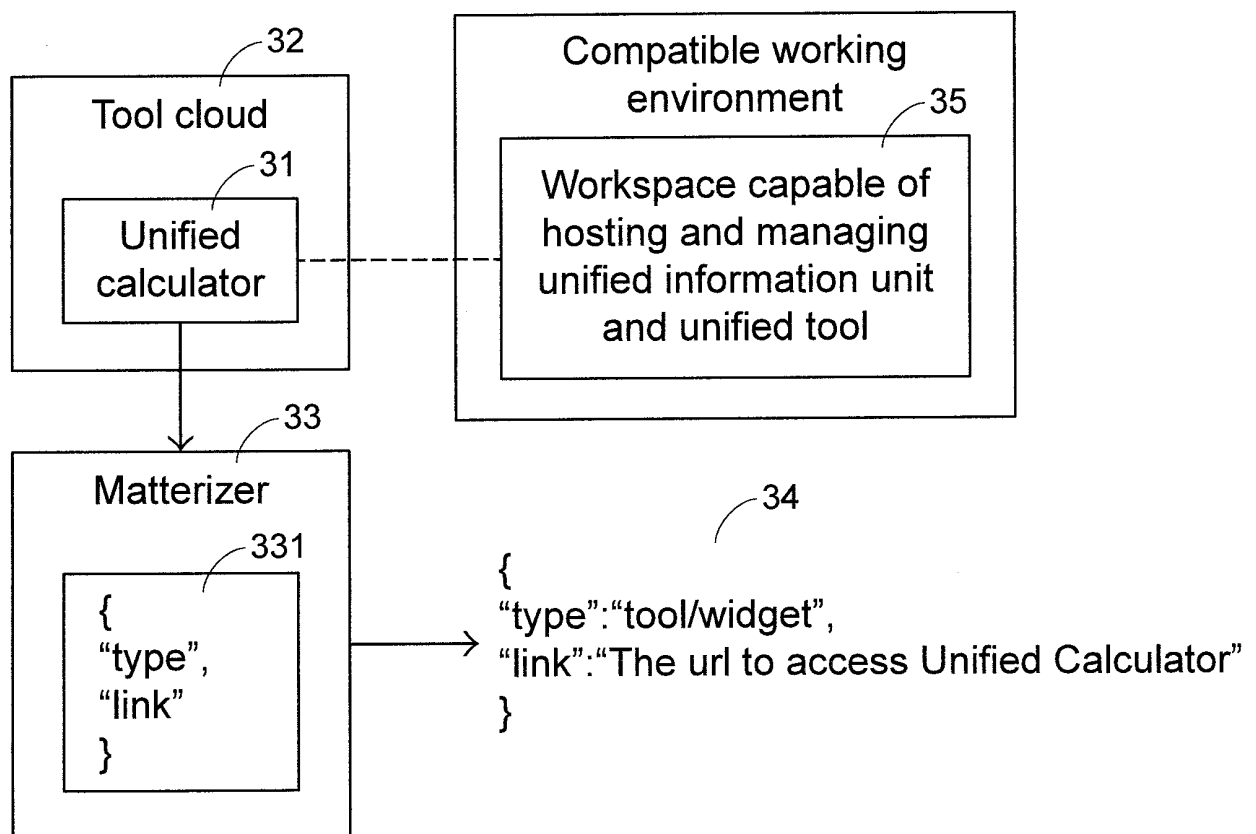 32
Tool cloud
31
Unified
calculator
Compatible working
environment
35
Workspace capable of
hosting and managing
unified information unit
and unified tool
33
Matterizer
331
{
“type”,
“link”
}
34
{
“type”:“tool/widget”,
“link”:“The url to access Unified Calculator”
}